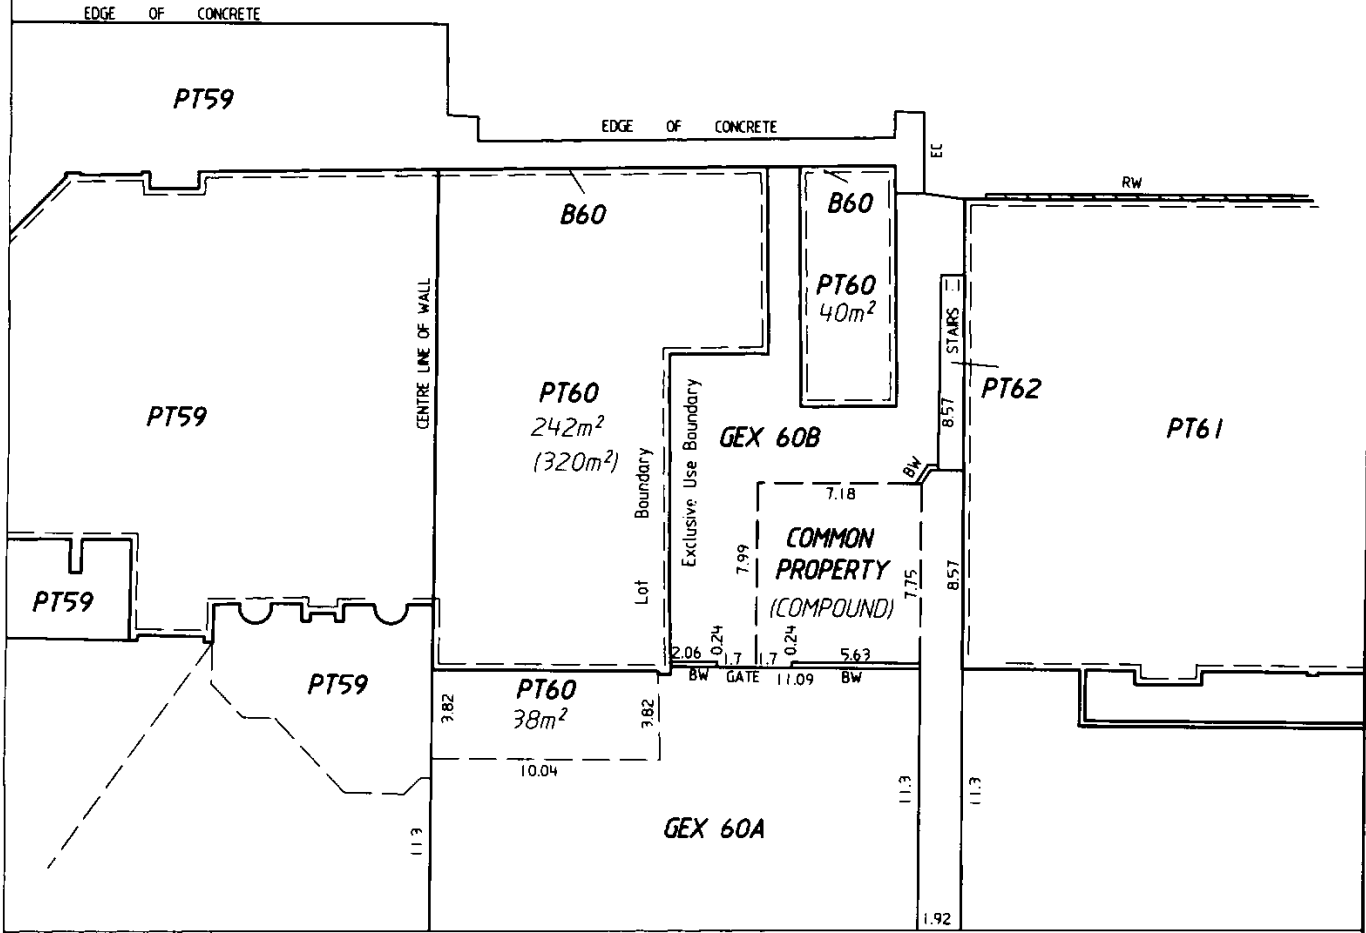 EDGE OF CONCRETE
PT59
EDGE OF CONCRETE
EC
RW
B60
B60
PT60
40m²
CENTRE LINE OF WALL
STAIRS
PT62
PT59
PT60
242m²
(320m²)
Lot Boundary
Exclusive Use Boundary
GEX 60B
8.57
PT61
BW
7.18
COMMON
PROPERTY
(COMPOUND)
7.99
7.75
8.57
PT59
2.06
0.24
1.7
1.7
0.24
5.63
BW
GATE
11.09
BW
PT59
PT60
38m²
3.82
3.82
10.04
11.3
11.3
11.3
GEX 60A
1.92